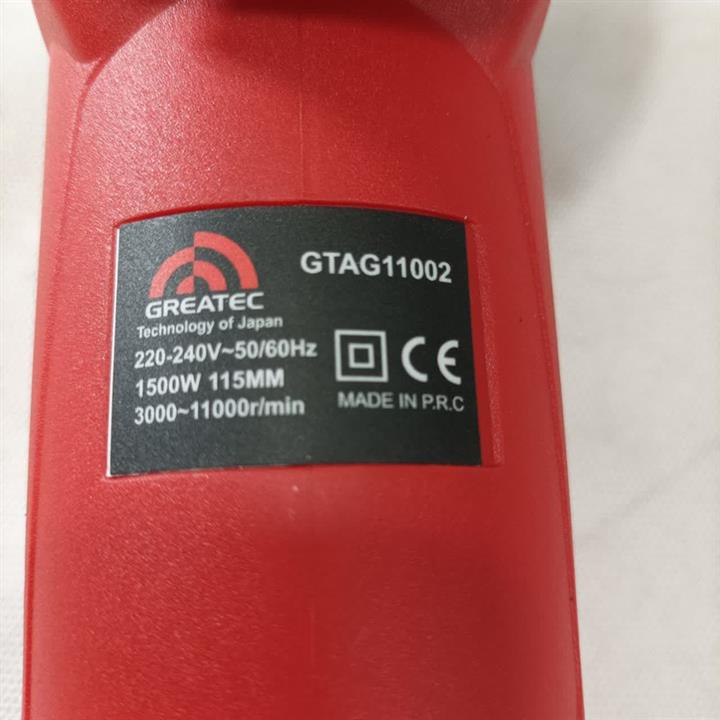 GREATEC
Technology of Japan
GTAG11002
220-240V~50/60Hz
1500W 115MM
3000~11000r/min
CE
MADE IN P.R.C